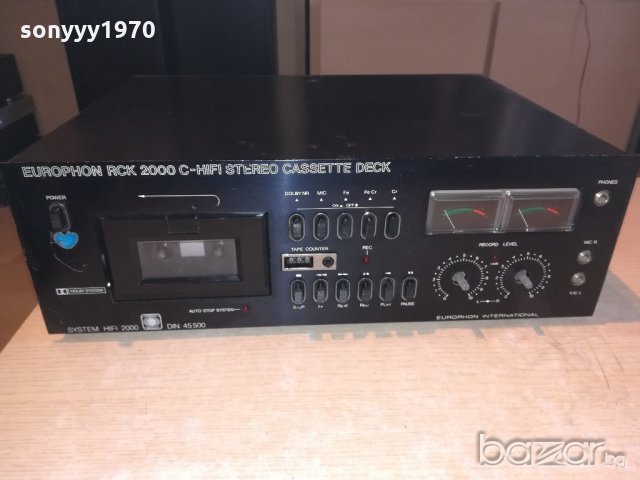 sonyyy1970
EUROPHON RCK 2000 C-HIFI STEREO CASSETTE DECK
POWER
DOLBY NR MIC Fe Fe Cr Cr
ON OFF
PHONES
TAPE COUNTER
REC
RECORD LEVEL
MIC R
MIC L
DOLBY SYSTEM
AUTO STOP SYSTEM
PAUSE
SYSTEM HIFI 2000 DIN 45500
EUROPHON INTERNATIONAL
bazar.bg